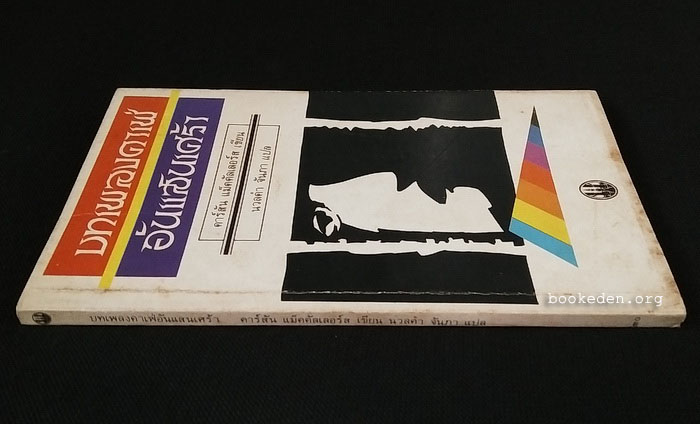 บทเพลงคาเฟ่
อันแสนเศร้า
คาร์สัน แม็คคัลเลอร์ส เขียน
นวลคำ จันภา แปล
bookeden.org
บทเพลงคาเฟ่อันแสนเศร้า คาร์สัน แม็คคัลเลอร์ส เขียน นวลคำ จันภา แปล